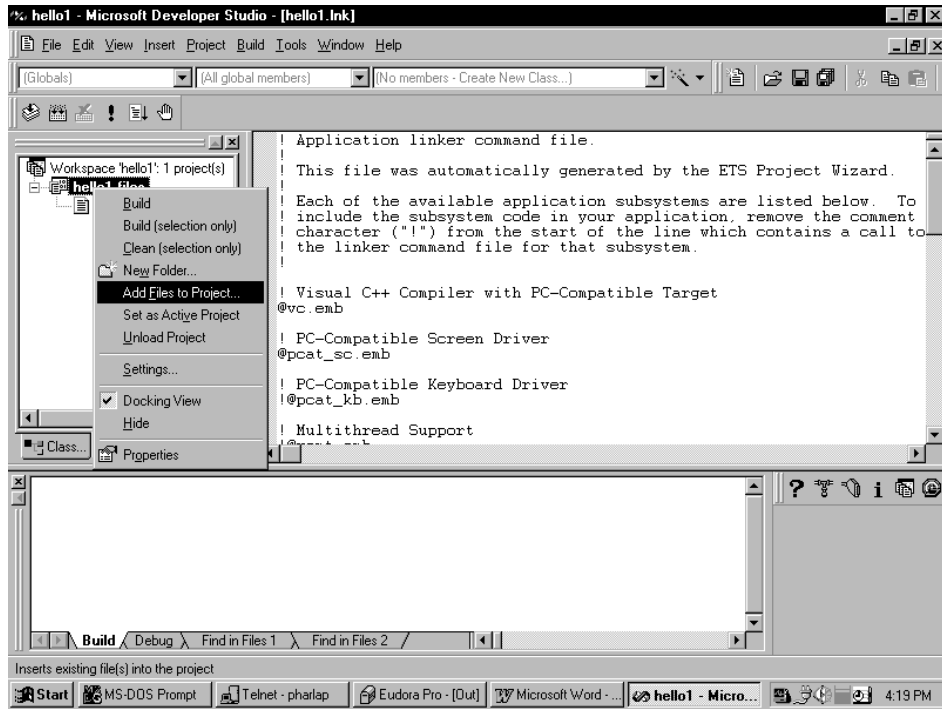 hello1 - Microsoft Developer Studio - [hello1.lnk]
File Edit View Insert Project Build Tools Window Help
(Globals) (All global members) (No members - Create New Class...)
Workspace 'hello1': 1 project(s)
hello1 files
Build
Build (selection only)
Clean (selection only)
New Folder...
Add Files to Project...
Set as Active Project
Unload Project
Settings...
Docking View
Hide
Properties
Class...
! Application linker command file.
!
! This file was automatically generated by the ETS Project Wizard.
!
! Each of the available application subsystems are listed below. To
! include the subsystem code in your application, remove the comment
! character ("!") from the start of the line which contains a call to
! the linker command file for that subsystem.
!
! Visual C++ Compiler with PC-Compatible Target
@vc.emb
! PC-Compatible Screen Driver
@pcat_sc.emb
! PC-Compatible Keyboard Driver
!@pcat_kb.emb
! Multithread Support
Build Debug Find in Files 1 Find in Files 2
Inserts existing file(s) into the project
Start MS-DOS Prompt Telnet - pharlap Eudora Pro - [Out] Microsoft Word - ... hello1 - Micro... 4:19 PM